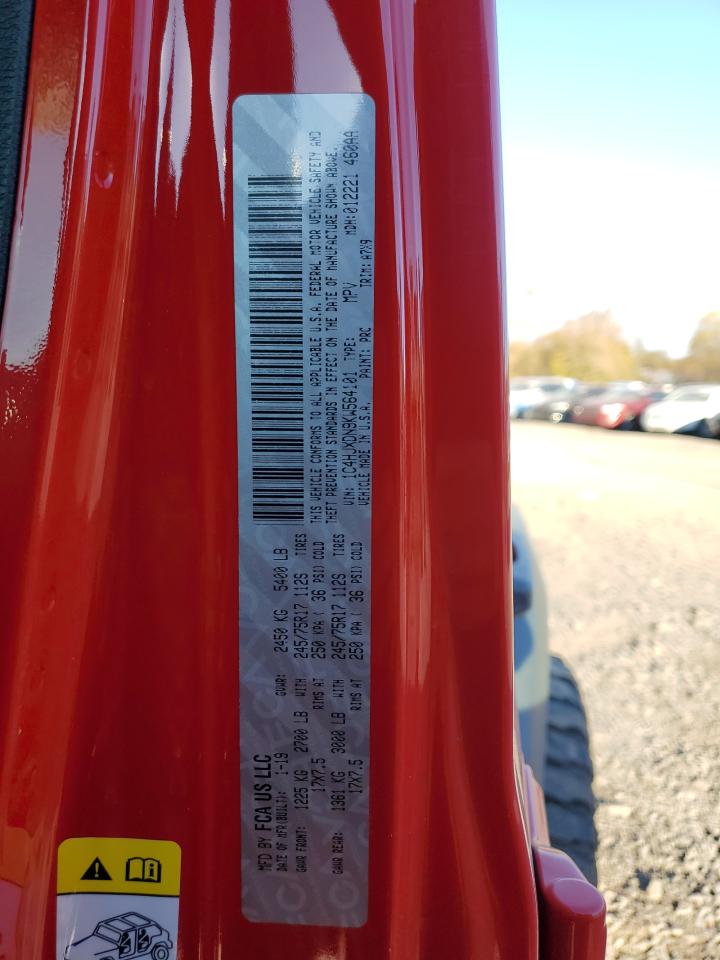 MFD BY FCA US LLC
DATE OF MFR(BUILT): 1-19 GVWR: 2450 KG 5400 LB
GAWR FRONT: 1225 KG 2700 LB WITH 245/75R17 112S TIRES
17X7.5 RIMS AT 250 KPA ( 36 PSI) COLD
GAWR REAR: 1361 KG 3000 LB WITH 245/75R17 112S TIRES
17X7.5 RIMS AT 250 KPA ( 36 PSI) COLD
THIS VEHICLE CONFORMS TO ALL APPLICABLE U.S.A. FEDERAL MOTOR VEHICLE SAFETY AND
THEFT PREVENTION STANDARDS IN EFFECT ON THE DATE OF MANUFACTURE SHOWN ABOVE.
VIN: 1C4HJXDN9KW564101 TYPE: MPV MDH:012221 460AA
VEHICLE MADE IN U.S.A. PAINT: PRC TRIM: A7X9